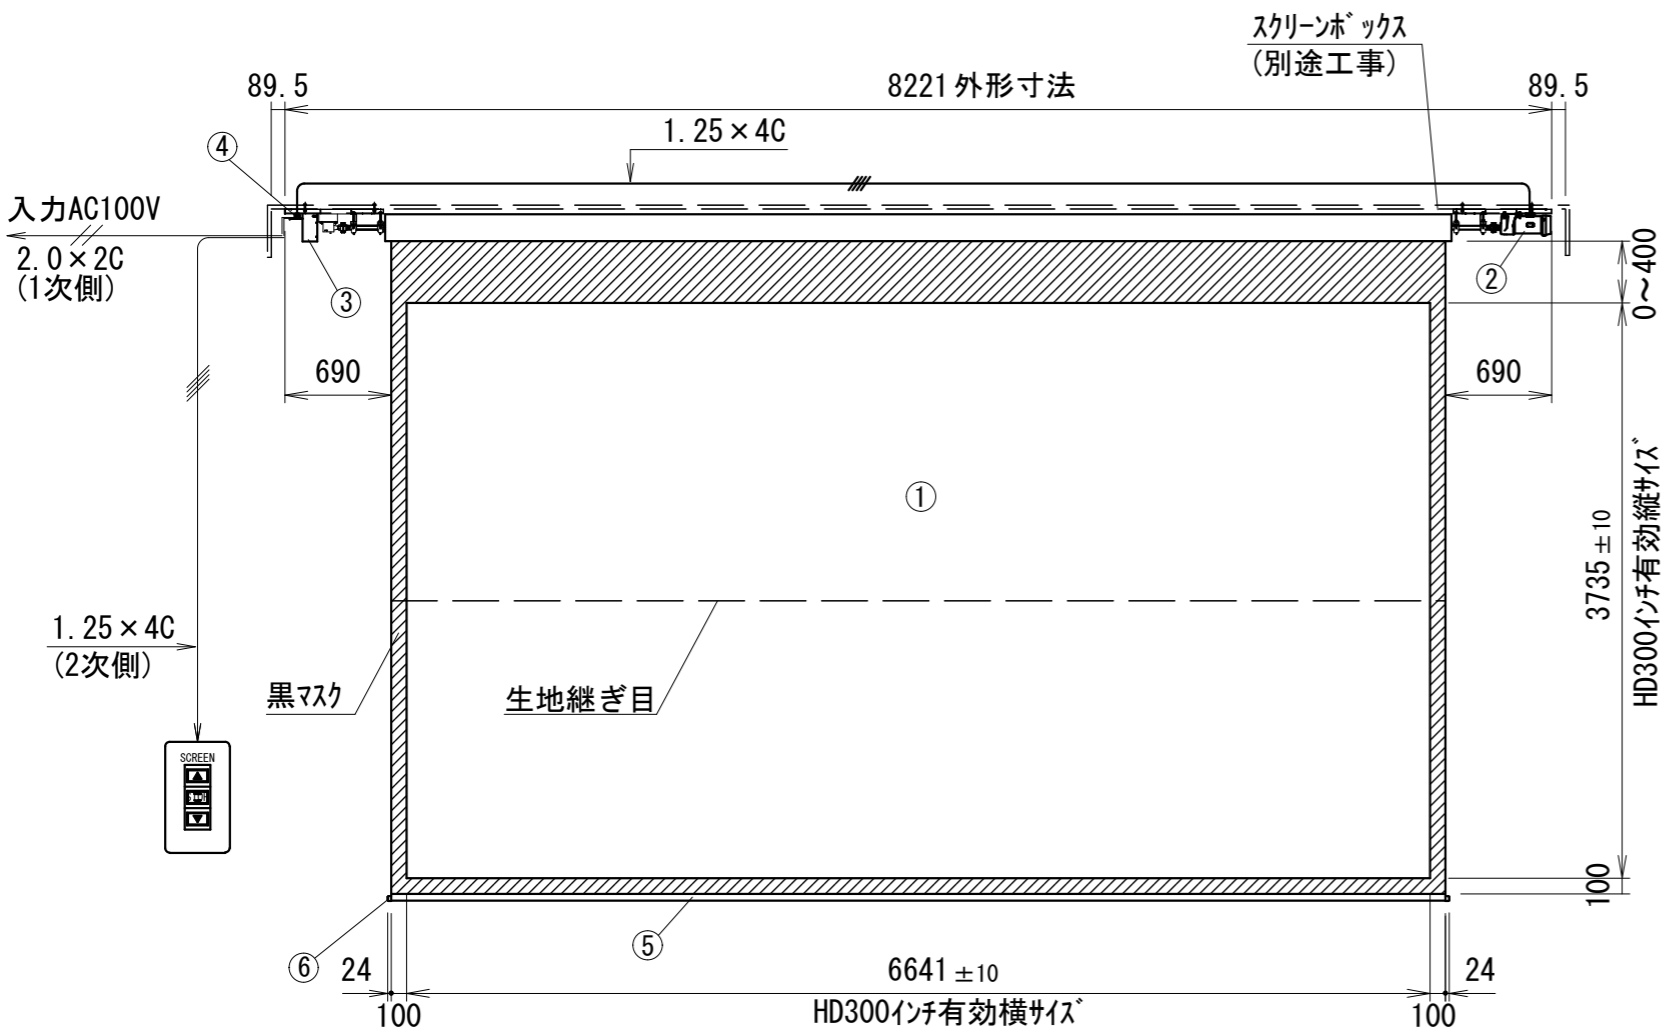 スクリーンボックス
(別途工事)
89.5
8221外形寸法
89.5
1.25×4C
④
入力AC100V
2.0×2C
(1次側)
③
②
0～400
690
690
①
3735±10
HD300インチ有効縦サイズ
1.25×4C
(2次側)
黒マスク
生地継ぎ目
SCREEN
100
⑤
⑥
24
6641±10
24
100
HD300インチ有効横サイズ
100